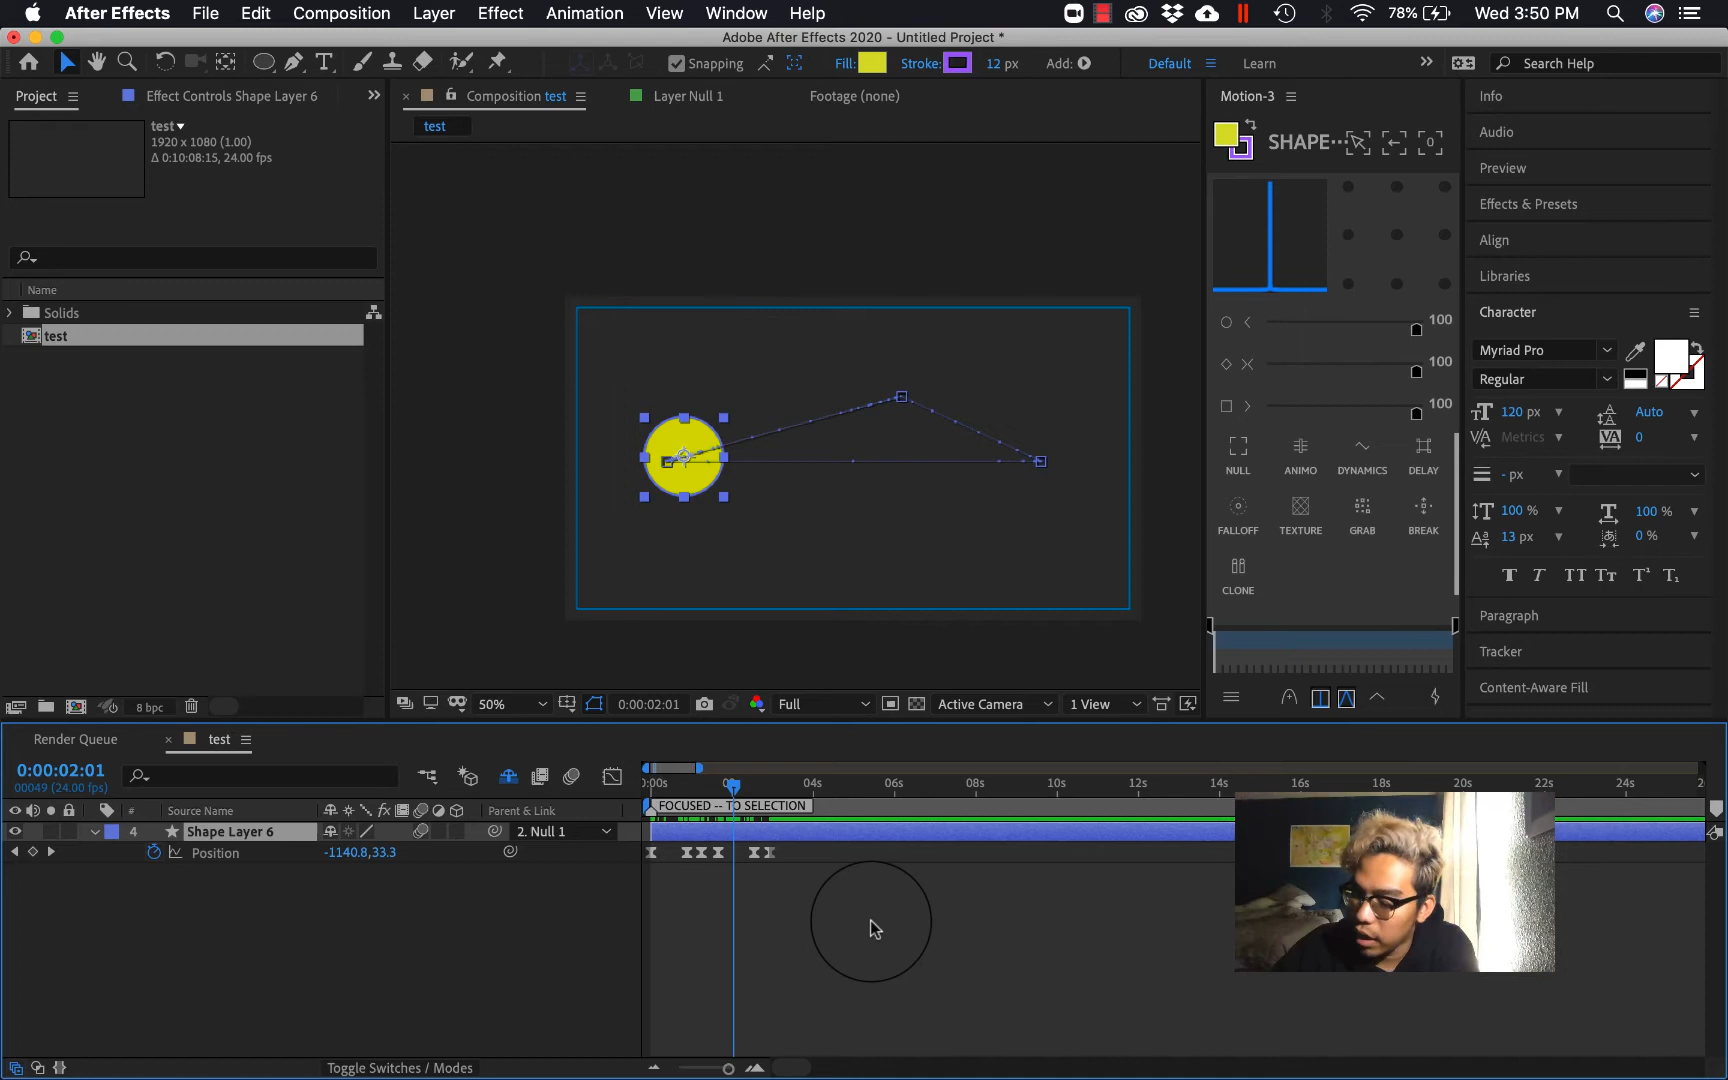 After Effects File Edit Composition Layer Effect Animation View Window Help 78% Wed 3:50 PM
Adobe After Effects 2020 - Untitled Project *
Snapping Fill: Stroke: 12 px Add: Default Learn Search Help
Project Effect Controls Shape Layer 6
Composition test Layer Null 1 Footage (none)
test
test
1920 x 1080 (1.00)
Δ 0:10:08:15, 24.00 fps
Name
Solids
test
8 bpc
50% 0:00:02:01 Full Active Camera 1 View
Motion-3
SHAPE···
0
100
100
100
NULL ANIMO DYNAMICS DELAY
FALLOFF TEXTURE GRAB BREAK
CLONE
Info
Audio
Preview
Effects & Presets
Align
Libraries
Character
Myriad Pro
Regular
120 px Auto
Metrics 0
- px
100 % 100 %
13 px 0 %
T T TT Tt T¹ T₁
Paragraph
Tracker
Content-Aware Fill
Render Queue test
0:00:02:01
00049 (24.00 fps)
# Source Name Parent & Link
4 Shape Layer 6 2. Null 1
Position -1140.8,33.3
04s 06s 08s 10s 12s 14s 16s 18s 20s 22s 24s
FOCUSED -- TO SELECTION
Toggle Switches / Modes